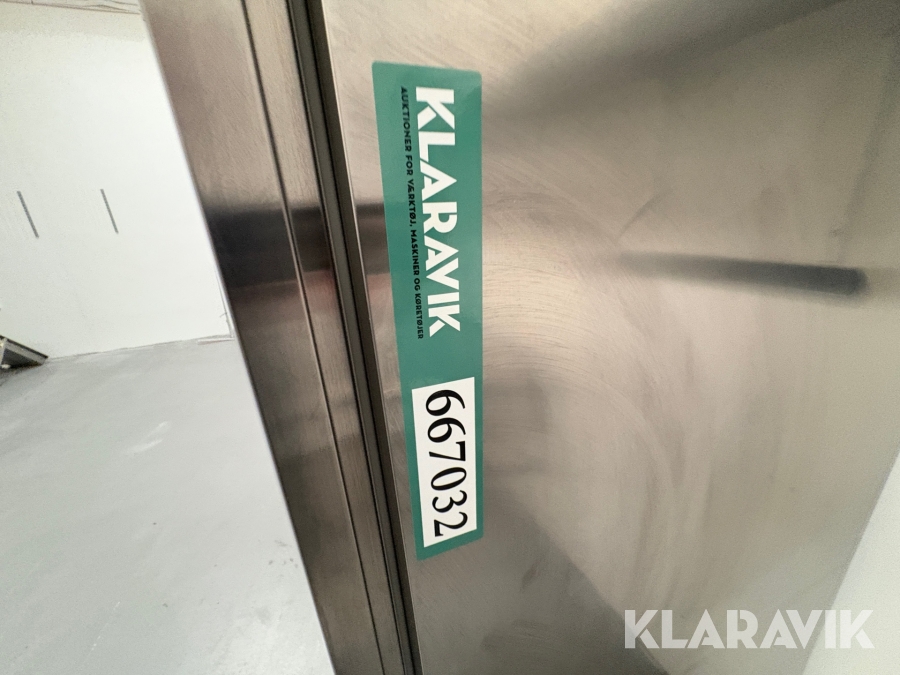 KLARAVIK
AUKTIONER FOR VÆRKTØJ, MASKINER OG KØRETØJER
667032
KLARAVIK